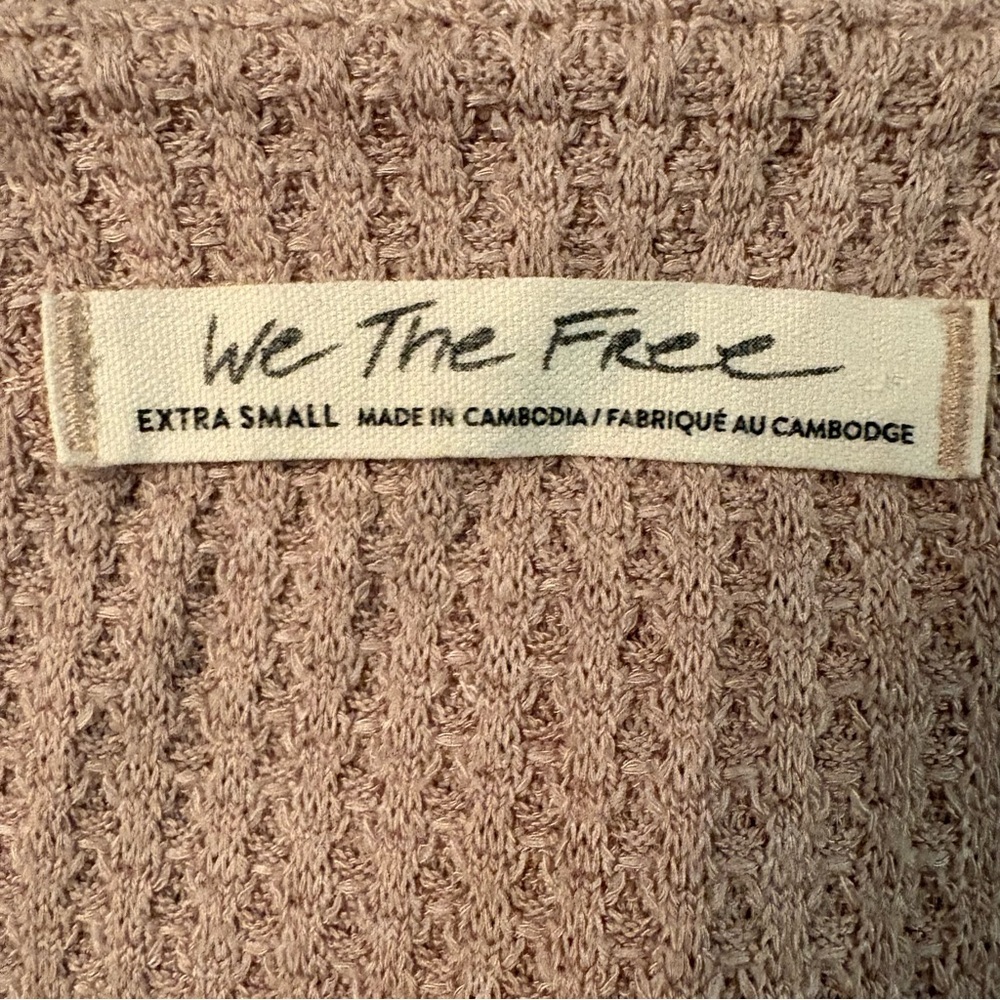 We The Free
EXTRA SMALL MADE IN CAMBODIA / FABRIQUÉ AU CAMBODGE